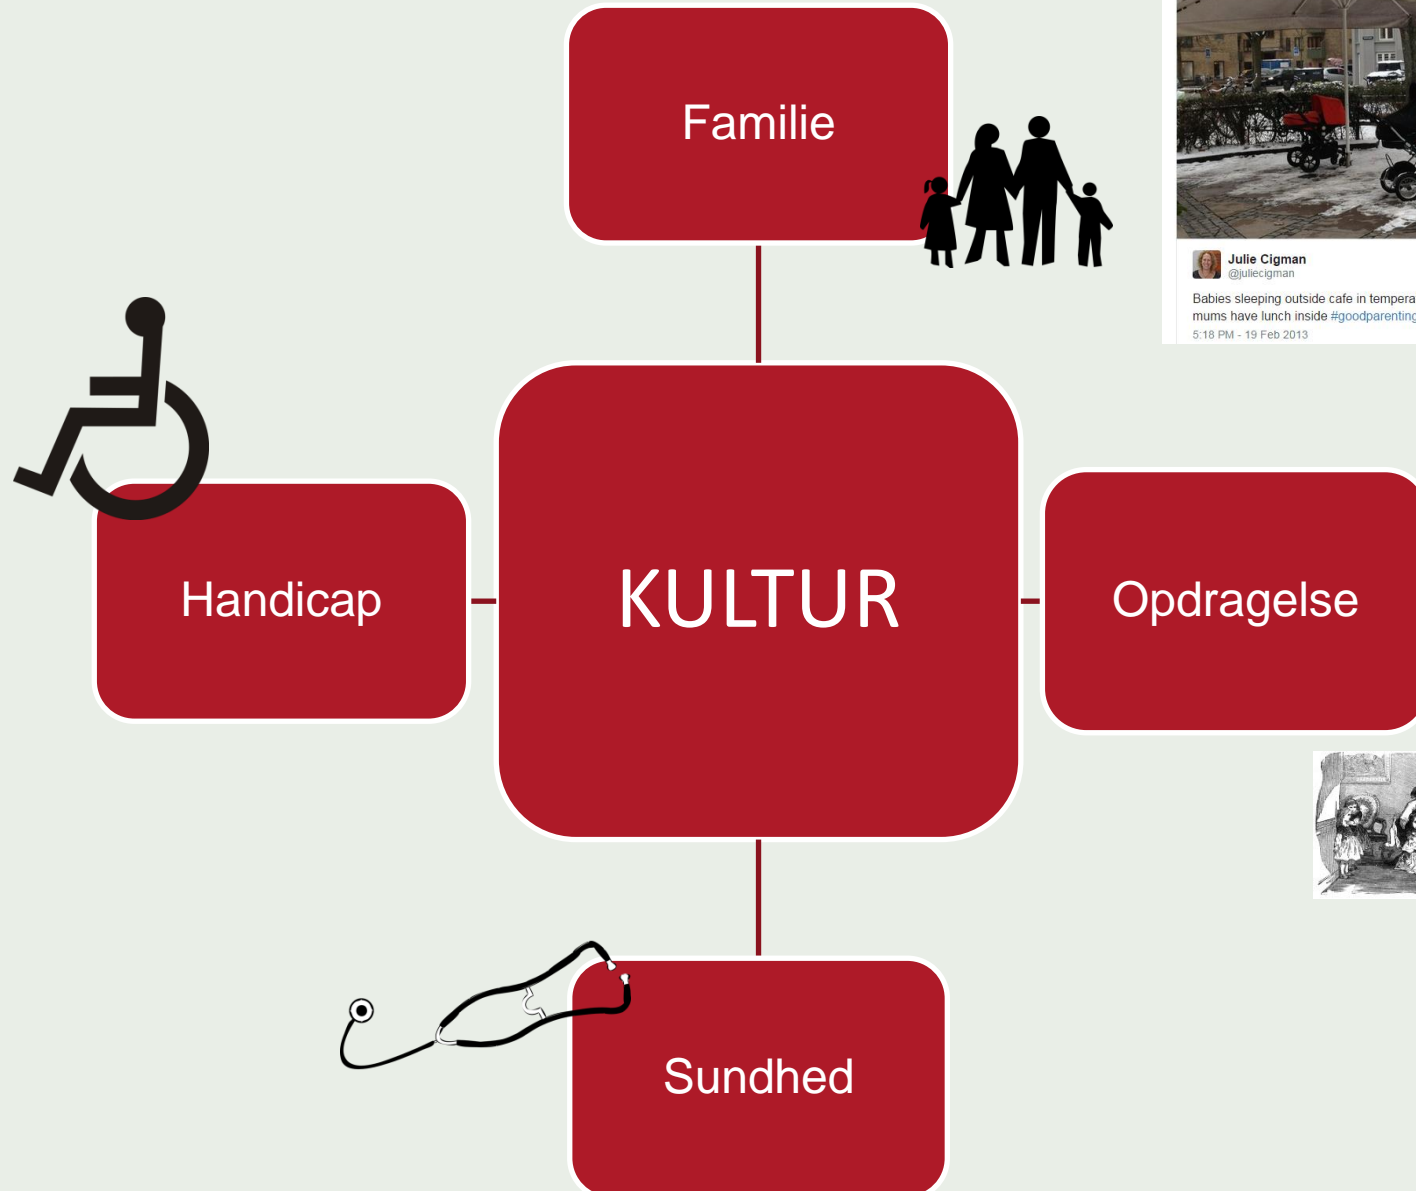 Familie
Julie Cigman
@juliecigman
Babies sleeping outside cafe in
mums have lunch inside #goodparenting
5:18 PM - 19 Feb 2013
Handicap
KULTUR
Opdragelse
Sundhed